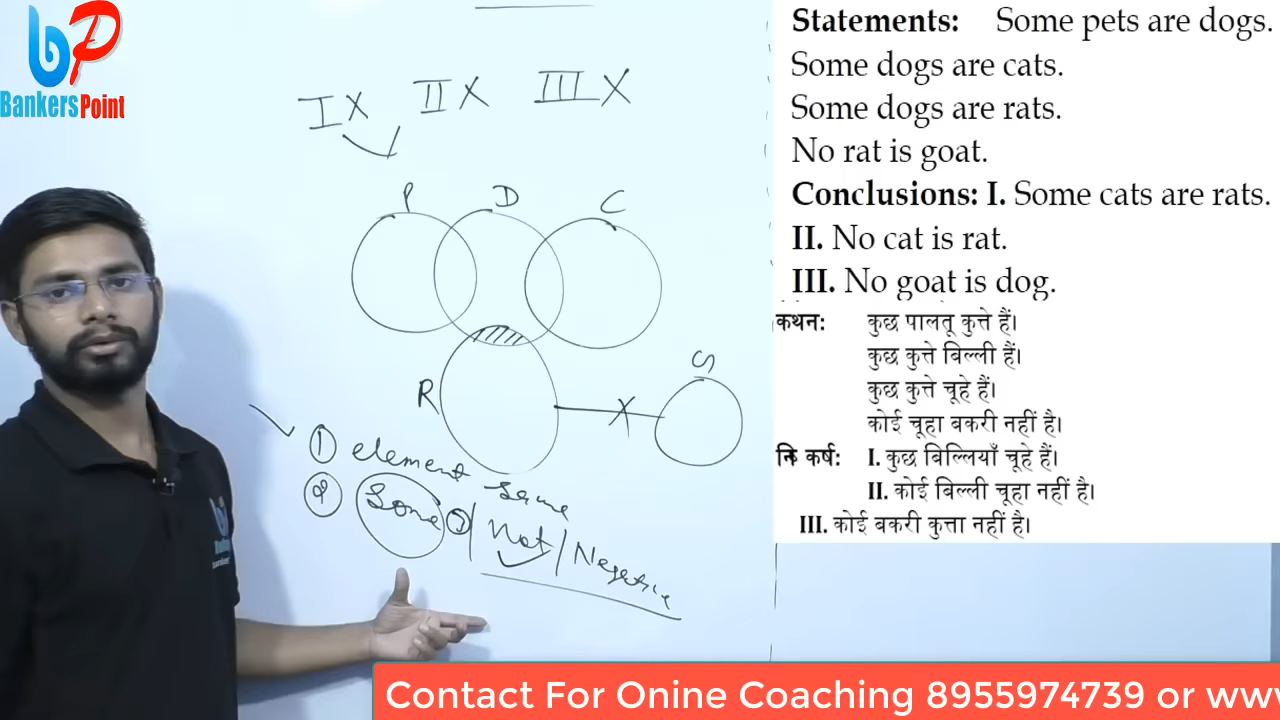 bP
BankersPoint
I X II X III X
P D C
R
S
① element same
② Some ③ Not / Negative
Statements: Some pets are dogs.
Some dogs are cats.
Some dogs are rats.
No rat is goat.
Conclusions: I. Some cats are rats.
II. No cat is rat.
III. No goat is dog.
कथन: कुछ पालतू कुत्ते हैं।
कुछ कुत्ते बिल्ली हैं।
कुछ कुत्ते चूहे हैं।
कोई चूहा बकरी नहीं है।
निकर्ष: I. कुछ बिल्लियाँ चूहे हैं।
II. कोई बिल्ली चूहा नहीं है।
III. कोई बकरी कुत्ता नहीं है।
Contact For Onine Coaching 8955974739 or www